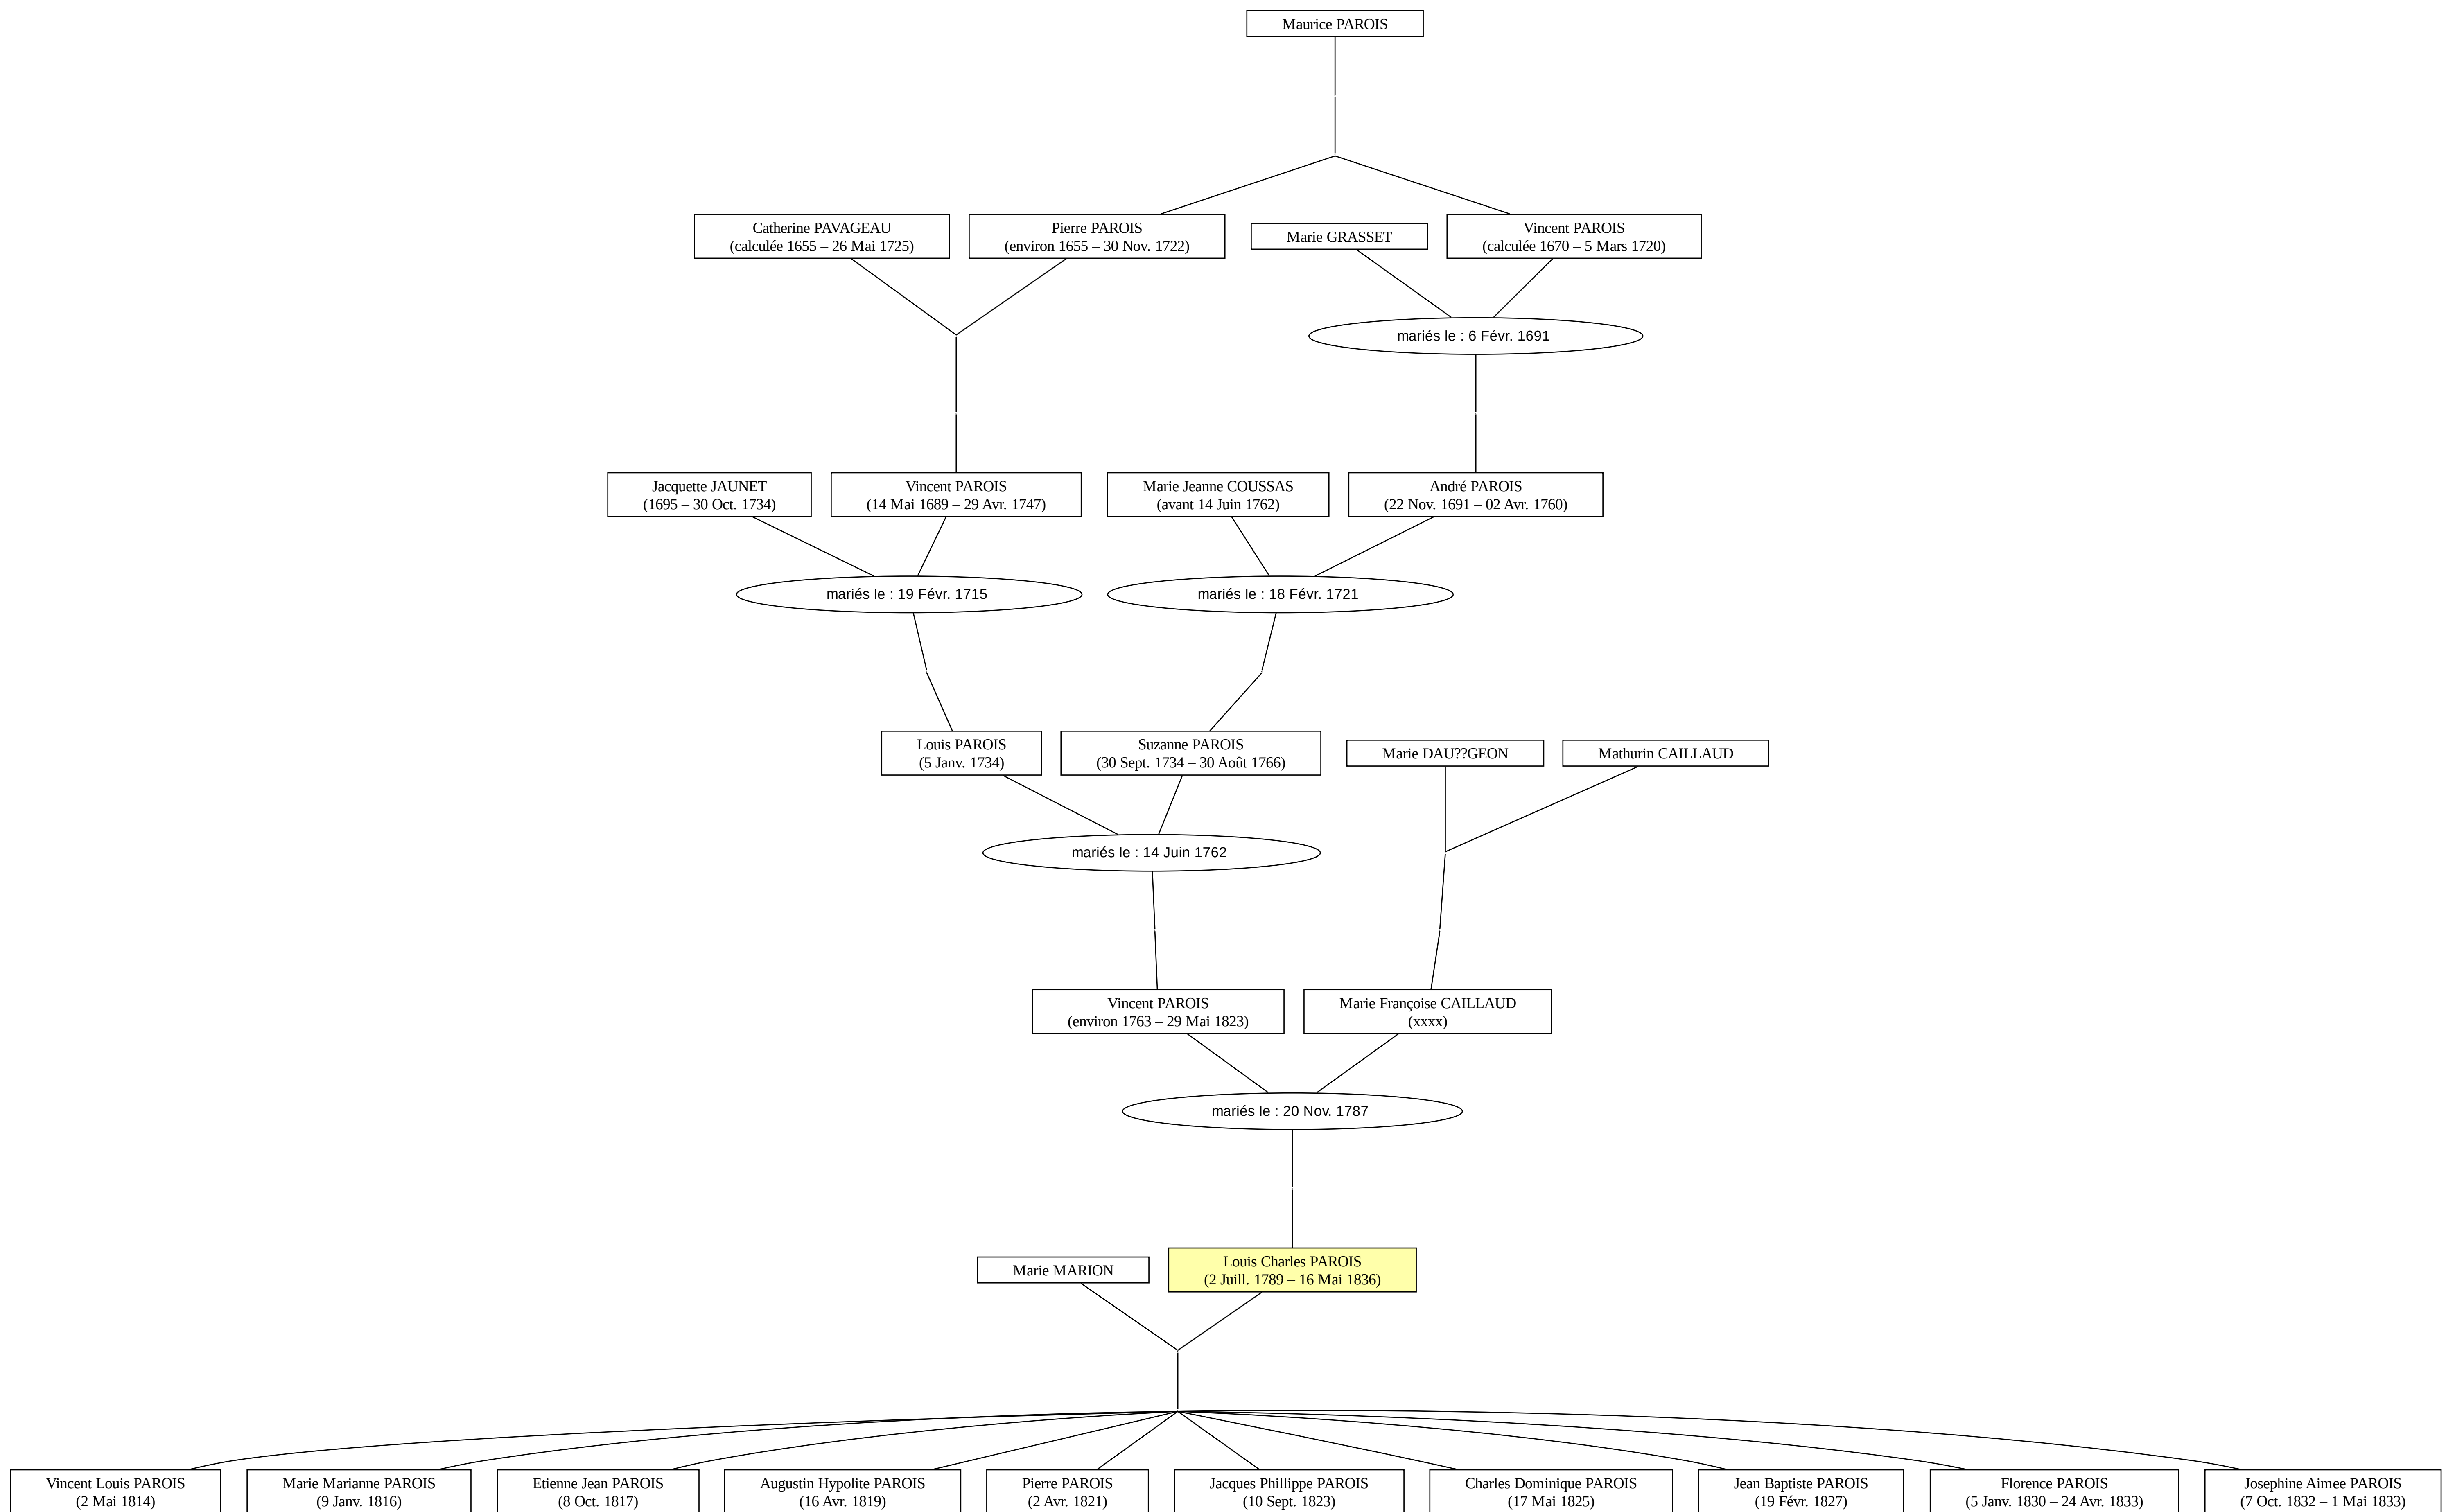 Maurice PAROIS
Catherine PAVAGEAU
(calculée 1655 – 26 Mai 1725)
Pierre PAROIS
(environ 1655 – 30 Nov. 1722)
Marie GRASSET
Vincent PAROIS
(calculée 1670 – 5 Mars 1720)
mariés le : 6 Févr. 1691
Jacquette JAUNET
(1695 – 30 Oct. 1734)
Vincent PAROIS
(14 Mai 1689 – 29 Avr. 1747)
Marie Jeanne COUSSAS
(avant 14 Juin 1762)
André PAROIS
(22 Nov. 1691 – 02 Avr. 1760)
mariés le : 19 Févr. 1715
mariés le : 18 Févr. 1721
Louis PAROIS
(5 Janv. 1734)
Suzanne PAROIS
(30 Sept. 1734 – 30 Août 1766)
Marie DAU??GEON
Mathurin CAILLAUD
mariés le : 14 Juin 1762
Vincent PAROIS
(environ 1763 – 29 Mai 1823)
Marie Françoise CAILLAUD
(xxxx)
mariés le : 20 Nov. 1787
Marie MARION
Louis Charles PAROIS
(2 Juill. 1789 – 16 Mai 1836)
Vincent Louis PAROIS
(2 Mai 1814)
Marie Marianne PAROIS
(9 Janv. 1816)
Etienne Jean PAROIS
(8 Oct. 1817)
Augustin Hypolite PAROIS
(16 Avr. 1819)
Pierre PAROIS
(2 Avr. 1821)
Jacques Phillippe PAROIS
(10 Sept. 1823)
Charles Dominique PAROIS
(17 Mai 1825)
Jean Baptiste PAROIS
(19 Févr. 1827)
Florence PAROIS
(5 Janv. 1830 – 24 Avr. 1833)
Josephine Aimee PAROIS
(7 Oct. 1832 – 1 Mai 1833)